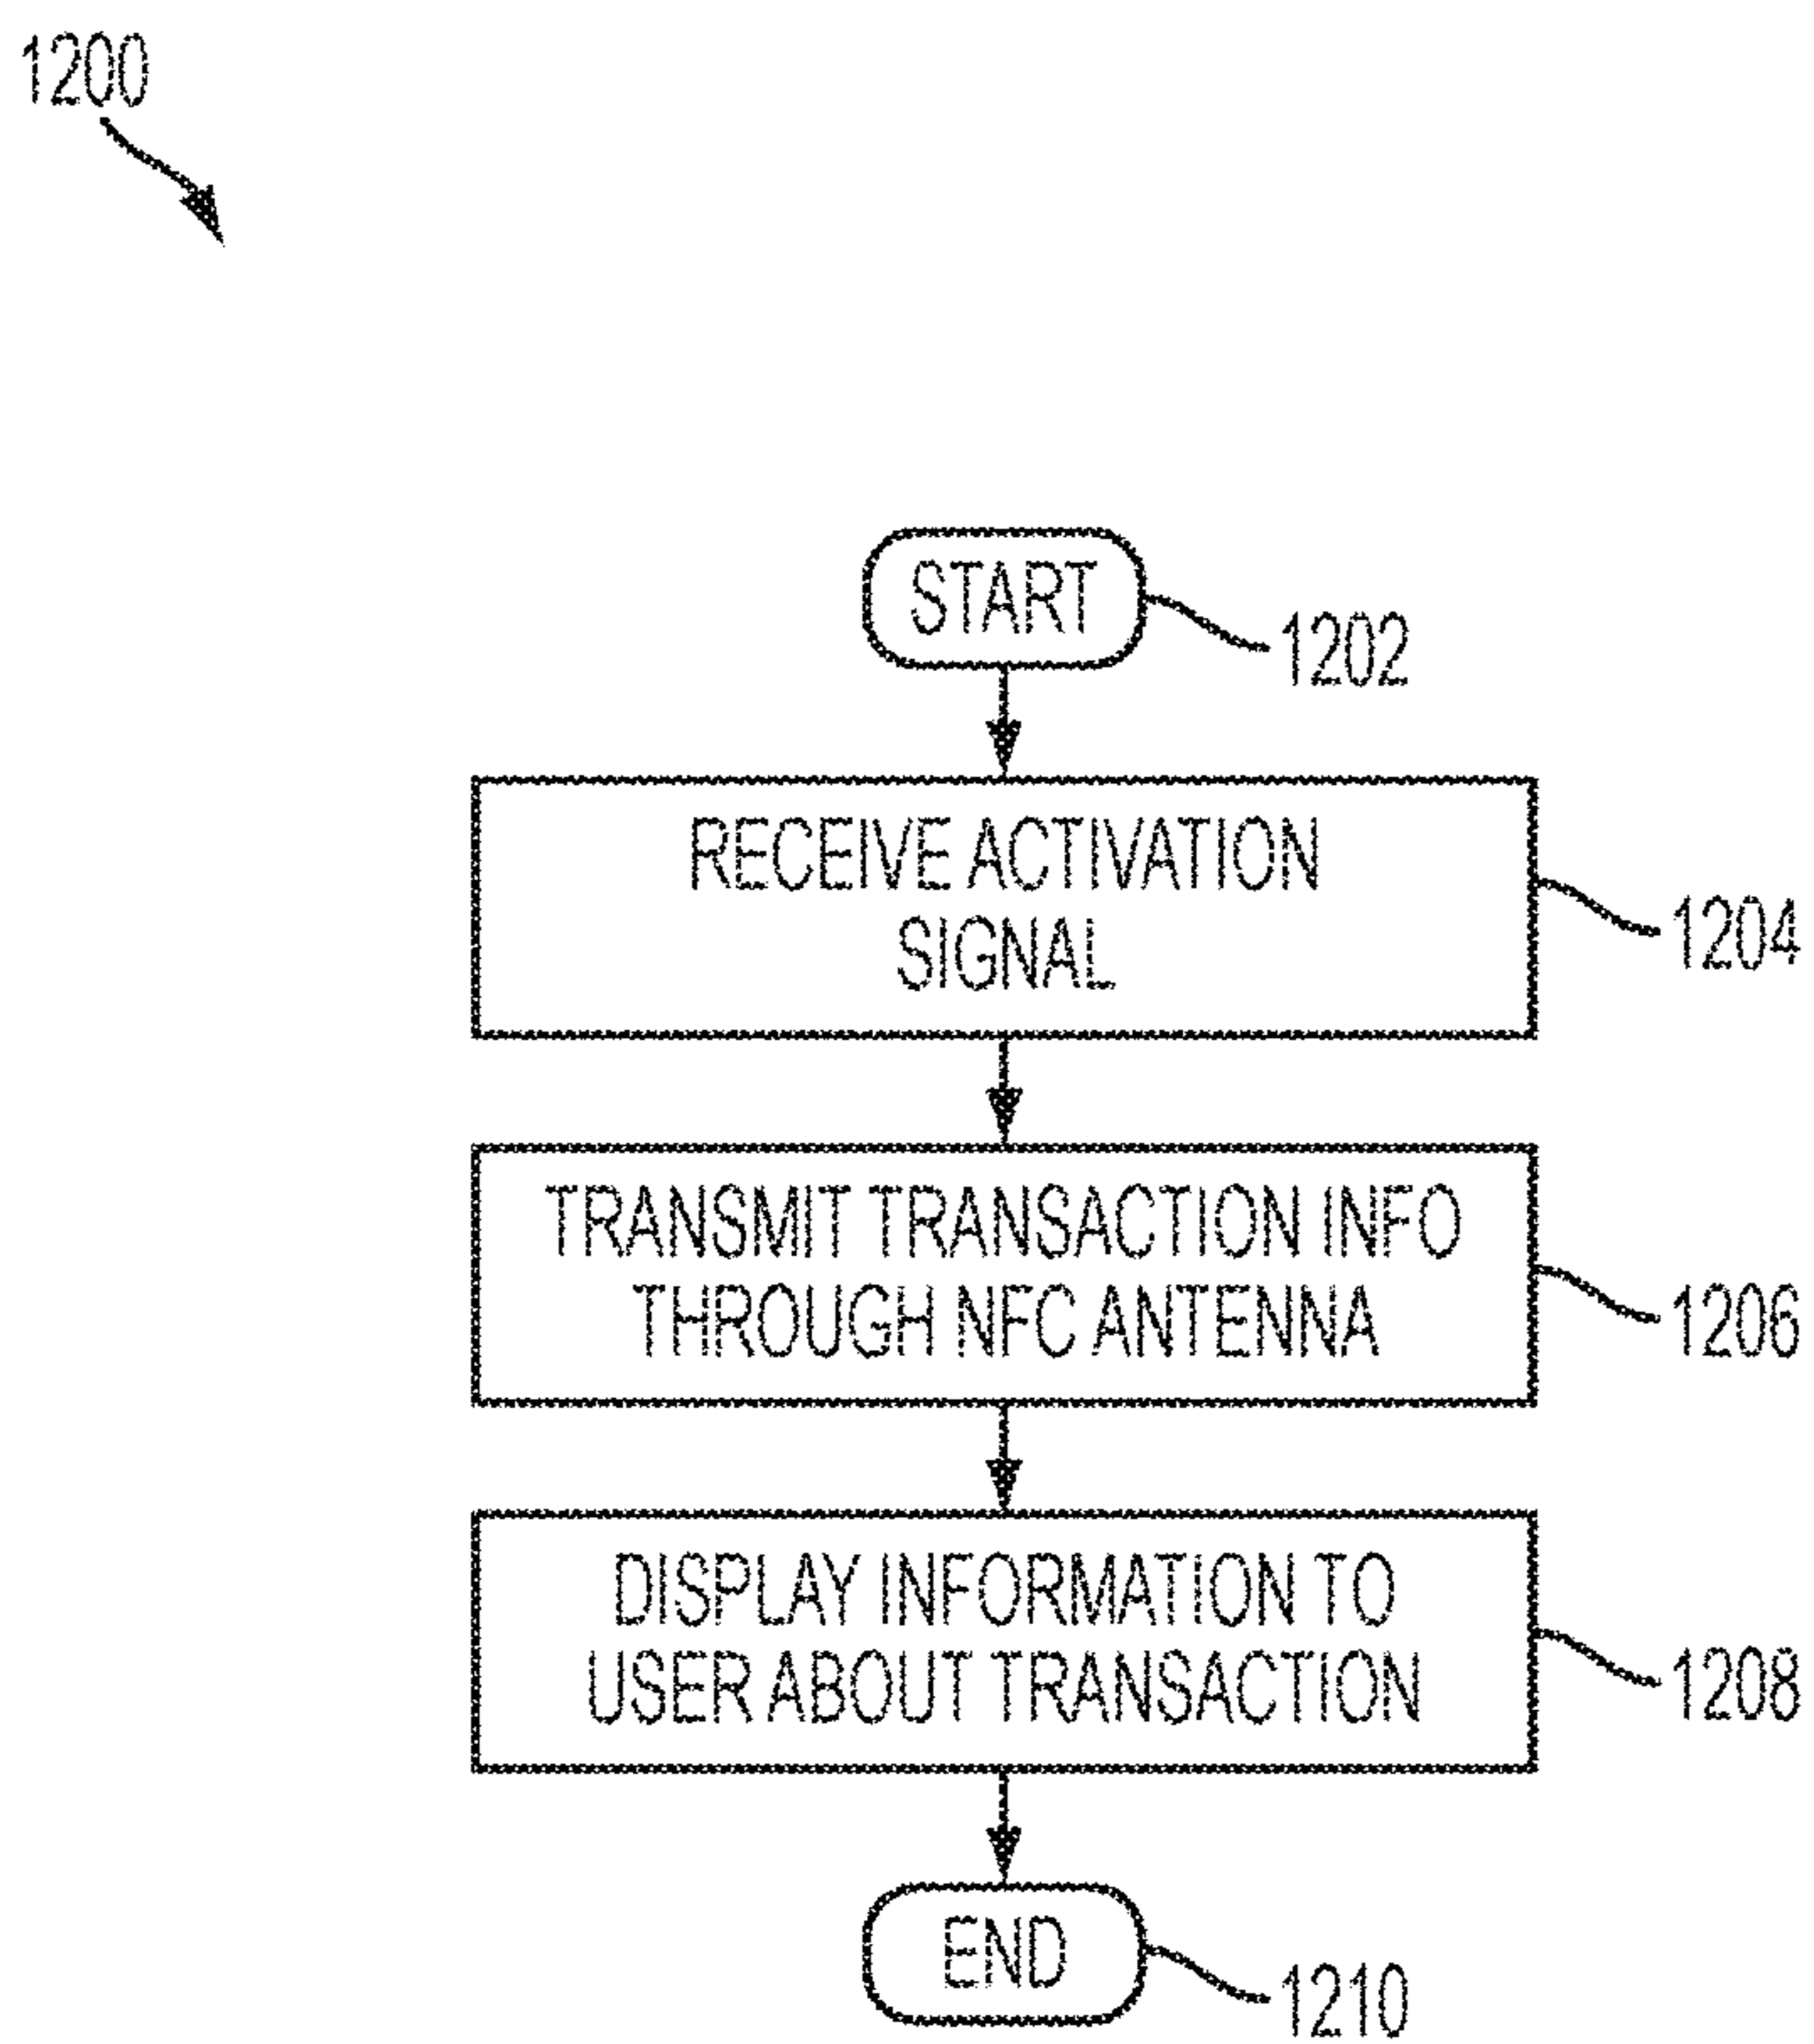 1200
START
1202
RECEIVE ACTIVATION
SIGNAL
1204
TRANSMIT TRANSACTION INFO
THROUGH NFC ANTENNA
1206
DISPLAY INFORMATION TO
USER ABOUT TRANSACTION
1208
END
1210